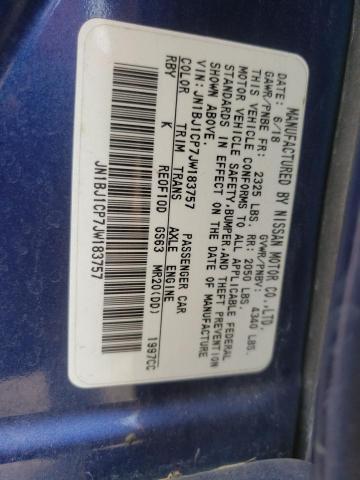 MANUFACTURED BY NISSAN MOTOR CO.,LTD.
6/18 GVWR/PNBV: 4340 LBS.
GAWR/PNBE FR: 2325 LBS. RR: 2050 LBS.
THIS VEHICLE CONFORMS TO ALL APPLICABLE FEDERAL
MOTOR VEHICLE SAFETY,BUMPER,AND THEFT PREVENTION
STANDARDS IN EFFECT ON THE DATE OF MANUFACTURE
SHOWN ABOVE.
VIN:JN1BJ1CP7JW183757 PASSENGER CAR
COLOR TRIM TRANS AXLE ENGINE
RBY K RE0F10D GS63 MR20(DD) 1997CC
JN1BJ1CP7JW183757